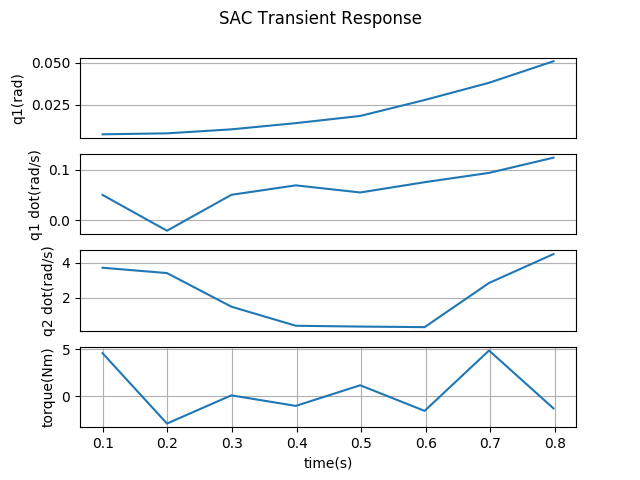 SAC Transient Response
0.050
0.025
q1(rad)
0.1
0.0
q1 dot(rad/s)
4
2
q2 dot(rad/s)
5
0
torque(Nm)
0.1 0.2 0.3 0.4 0.5 0.6 0.7 0.8
time(s)